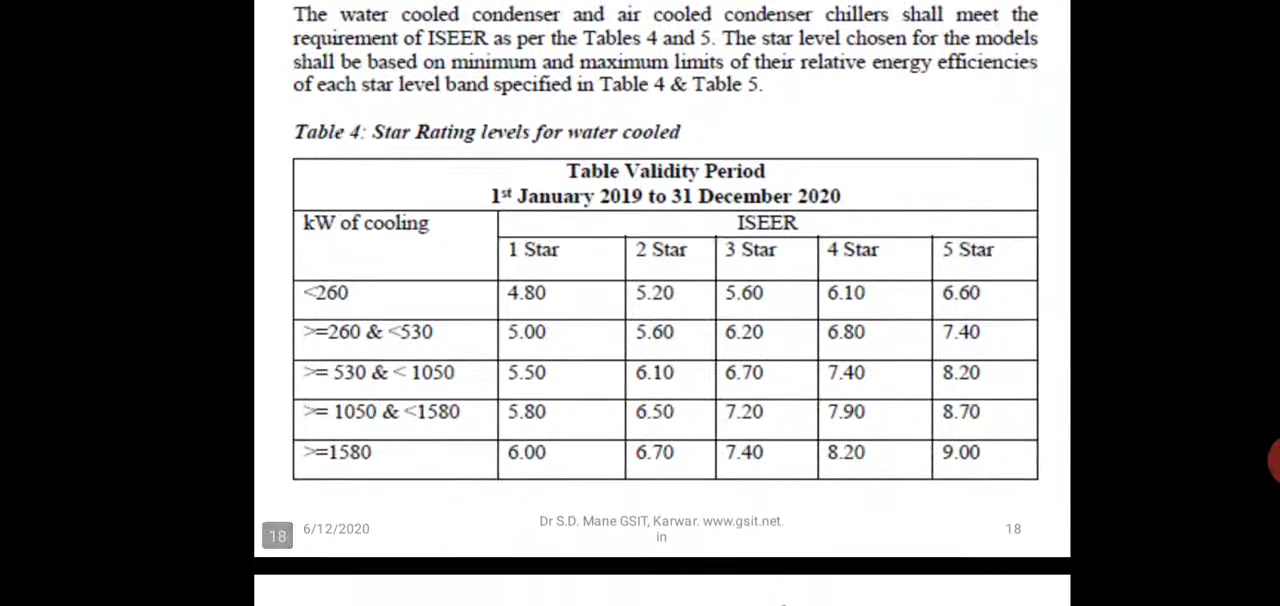 The water cooled condenser and air cooled condenser chillers shall meet the
requirement of ISEER as per the Tables 4 and 5. The star level chosen for the models
shall be based on minimum and maximum limits of their relative energy efficiencies
of each star level band specified in Table 4 & Table 5.
Table 4: Star Rating levels for water cooled
Table Validity Period
1st January 2019 to 31 December 2020
kW of cooling ISEER
1 Star 2 Star 3 Star 4 Star 5 Star
<260 4.80 5.20 5.60 6.10 6.60
>=260 & <530 5.00 5.60 6.20 6.80 7.40
>= 530 & < 1050 5.50 6.10 6.70 7.40 8.20
>= 1050 & <1580 5.80 6.50 7.20 7.90 8.70
>=1580 6.00 6.70 7.40 8.20 9.00
18 6/12/2020 Dr S.D. Mane GSIT, Karwar. www.gsit.net. 18
in